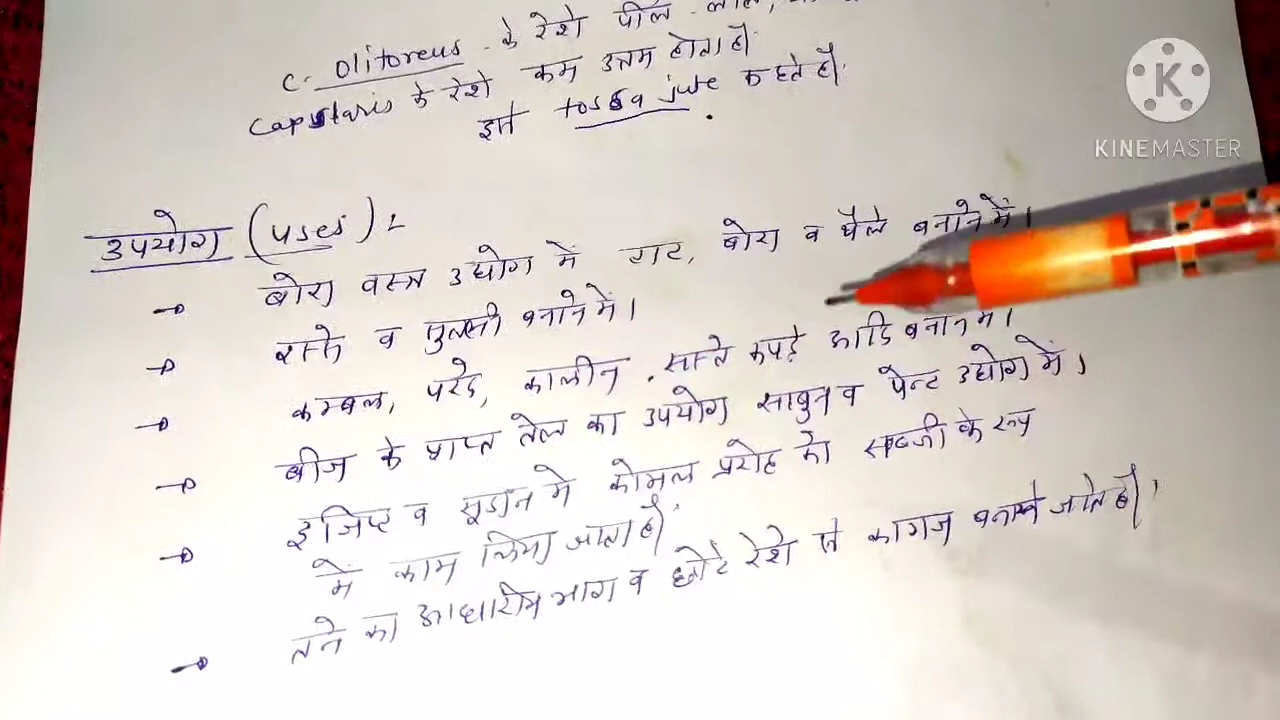 C. olitoreus - के रेशे पीले - लाल,
Capstaris के रेशे कम उत्तम होता है।
इसे tossa jute कहते हैं।
उपयोग (uses) :-
→ बोरा वस्त्र उद्योग में टाट, बोरा व थैले बनाने में।
→ रस्से व सुतली बनाने में।
→ कम्बल, परदे, कालीन, सस्ते कपड़े आदि बनाने में।
→ बीज के प्राप्त तेल का उपयोग साबुन व पेन्ट उद्योग में।
→ इजिप्ट व सूडान में कोमल प्ररोह को सब्जी के रूप
में काम लिया जाता है।
→ तने का आधारीय भाग व छोटे रेशे से कागज बनाये जाते हैं।
KINEMASTER